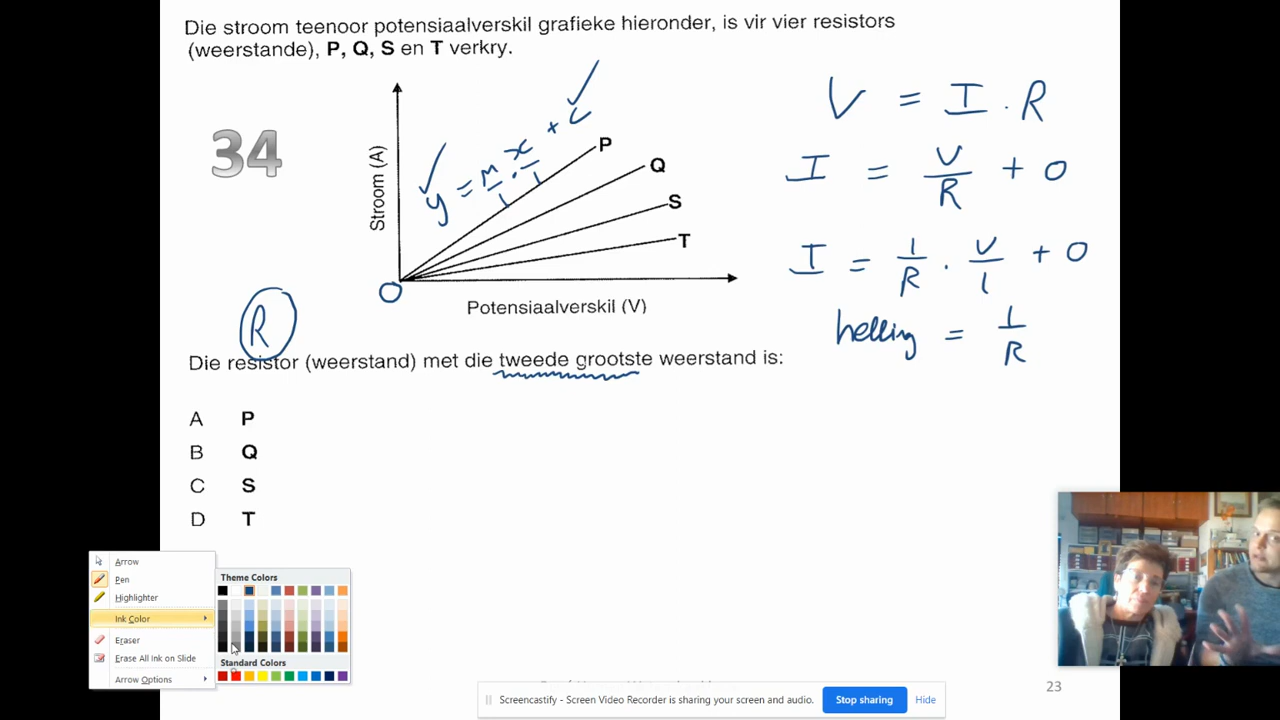 Die stroom teenoor potensiaalverskil grafieke hieronder, is vir vier resistors
(weerstande), P, Q, S en T verkry.
34
Stroom (A)
y = m/1 · x/1 + c
P
Q
S
T
O
Potensiaalverskil (V)
V = I · R
I = V/R + 0
I = 1/R · V/1 + 0
helling = 1/R
R
Die resistor (weerstand) met die tweede grootste weerstand is:
A P
B Q
C S
D T
Arrow
Pen
Highlighter
Ink Color
Eraser
Erase All Ink on Slide
Arrow Options
Theme Colors
Standard Colors
Screencastify - Screen Video Recorder is sharing your screen and audio.
Stop sharing
Hide
23